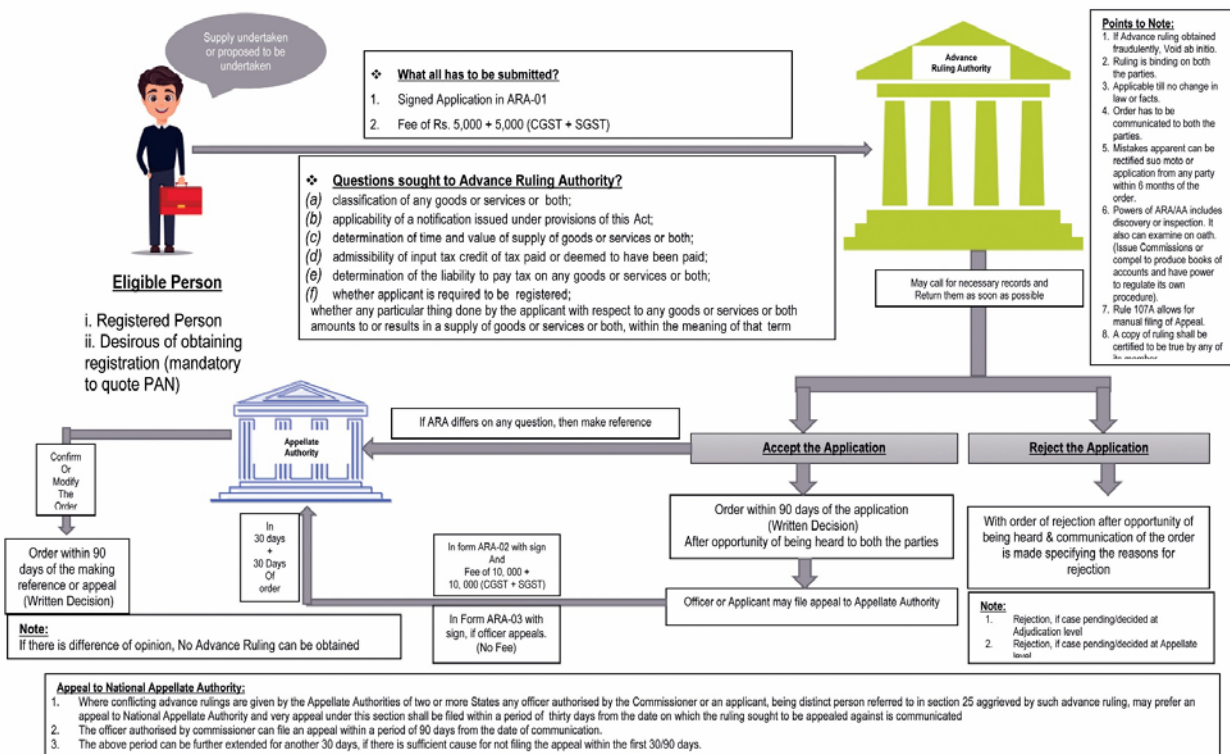 Supply undertaken
or proposed to be
undertaken
❖ What all has to be submitted?
1. Signed Application in ARA-01
2. Fee of Rs. 5,000 + 5,000 (CGST + SGST)
Advance
Ruling Authority
Points to Note:
1. If Advance ruling obtained
fraudulently, Void ab initio.
2. Ruling is binding on both
the parties.
3. Applicable till no change in
law or facts.
4. Order has to be
communicated to both the
parties.
5. Mistakes apparent can be
rectified suo moto or
application from any party
within 6 months of the
order.
6. Powers of ARA/AA includes
discovery or inspection. It
also can examine on oath.
(Issue Commissions or
compel to produce books of
accounts and have power
to regulate its own
procedure).
7. Rule 107A allows for
manual filing of Appeal.
8. A copy of ruling shall be
certified to be true by any of
its member
❖ Questions sought to Advance Ruling Authority?
(a) classification of any goods or services or both;
(b) applicability of a notification issued under provisions of this Act;
(c) determination of time and value of supply of goods or services or both;
(d) admissibility of input tax credit of tax paid or deemed to have been paid;
(e) determination of the liability to pay tax on any goods or services or both;
(f) whether applicant is required to be registered;
whether any particular thing done by the applicant with respect to any goods or services or both
amounts to or results in a supply of goods or services or both, within the meaning of that term
Eligible Person
i. Registered Person
ii. Desirous of obtaining
registration (mandatory
to quote PAN)
May call for necessary records and
Return them as soon as possible
If ARA differs on any question, then make reference
Appellate
Authority
Accept the Application
Reject the Application
Confirm
Or
Modify
The
Order
Order within 90
days of the making
reference or appeal
(Written Decision)
In
30 days
+
30 Days
Of
order
In form ARA-02 with sign
And
Fee of 10, 000 +
10, 000 (CGST + SGST)
In Form ARA-03 with
sign, if officer appeals.
(No Fee)
Order within 90 days of the application
(Written Decision)
After opportunity of being heard to both the parties
Officer or Applicant may file appeal to Appellate Authority
With order of rejection after opportunity of
being heard & communication of the order
is made specifying the reasons for
rejection
Note:
1. Rejection, if case pending/decided at
Adjudication level
2. Rejection, if case pending/decided at Appellate
level
Note:
If there is difference of opinion, No Advance Ruling can be obtained
Appeal to National Appellate Authority:
1. Where conflicting advance rulings are given by the Appellate Authorities of two or more States any officer authorised by the Commissioner or an applicant, being distinct person referred to in section 25 aggrieved by such advance ruling, may prefer an
appeal to National Appellate Authority and very appeal under this section shall be filed within a period of thirty days from the date on which the ruling sought to be appealed against is communicated
2. The officer authorised by commissioner can file an appeal within a period of 90 days from the date of communication.
3. The above period can be further extended for another 30 days, if there is sufficient cause for not filing the appeal within the first 30/90 days.